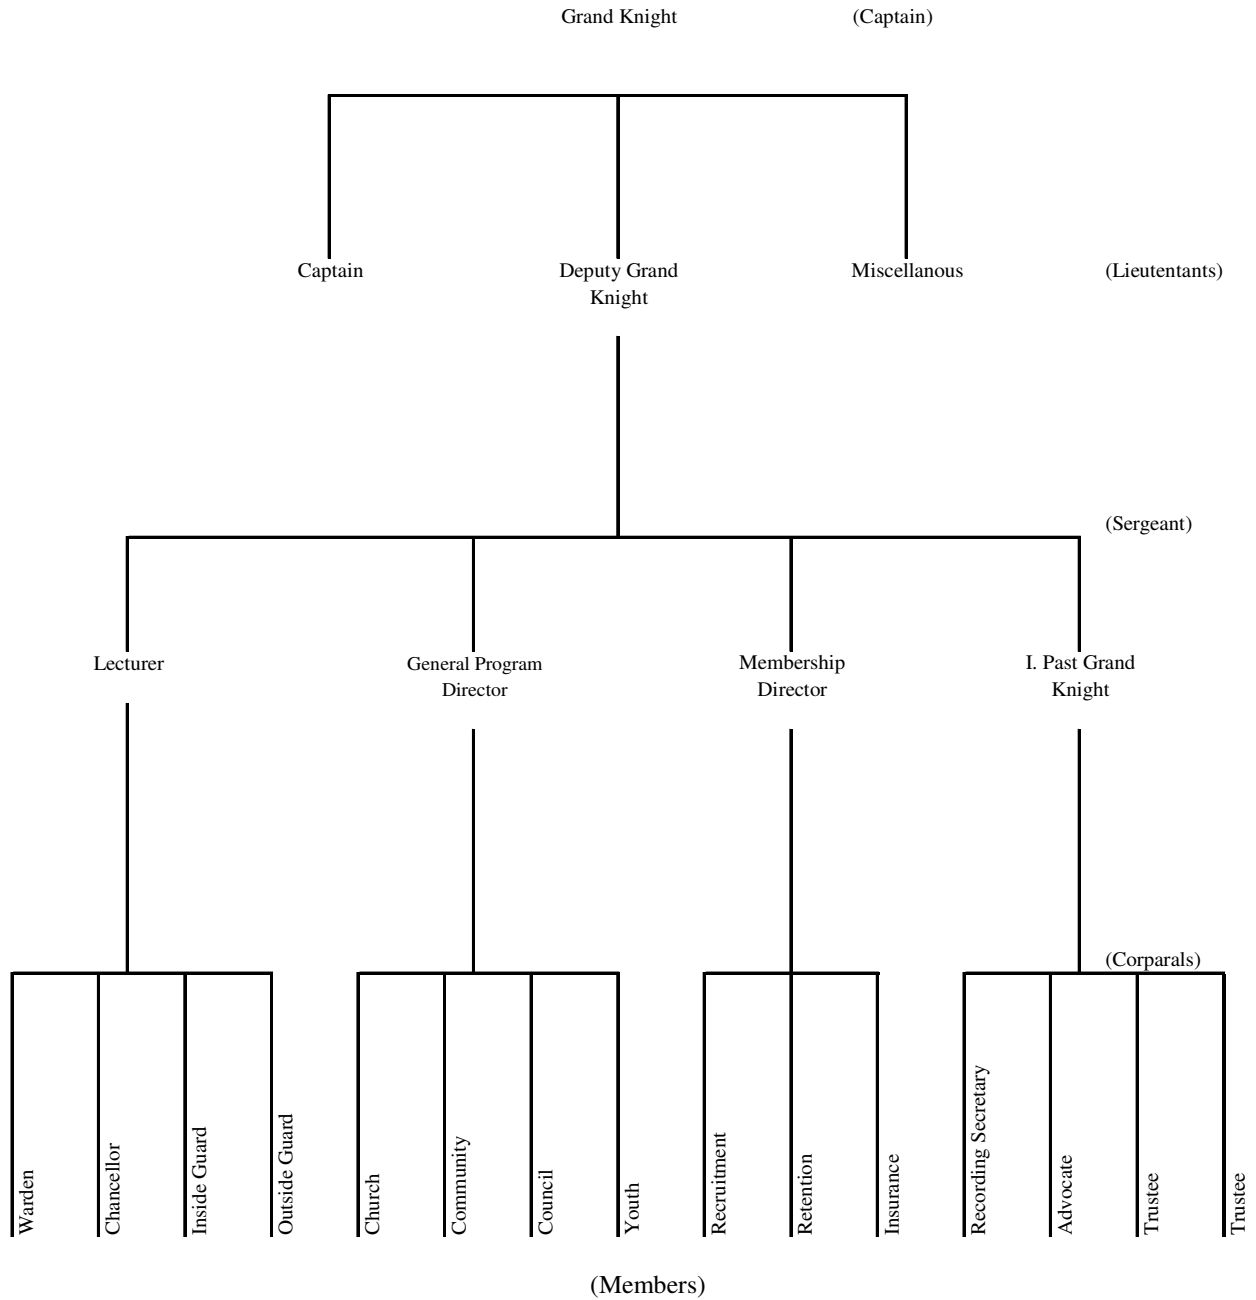 Grand Knight (Captain)
Captain
Deputy Grand
Knight
Miscellanous
(Lieutentants)
(Sergeant)
Lecturer
General Program
Director
Membership
Director
I. Past Grand
Knight
(Corparals)
Warden
Chancellor
Inside Guard
Outside Guard
Church
Community
Council
Youth
Recruitment
Retention
Insurance
Recording Secretary
Advocate
Trustee
Trustee
(Members)